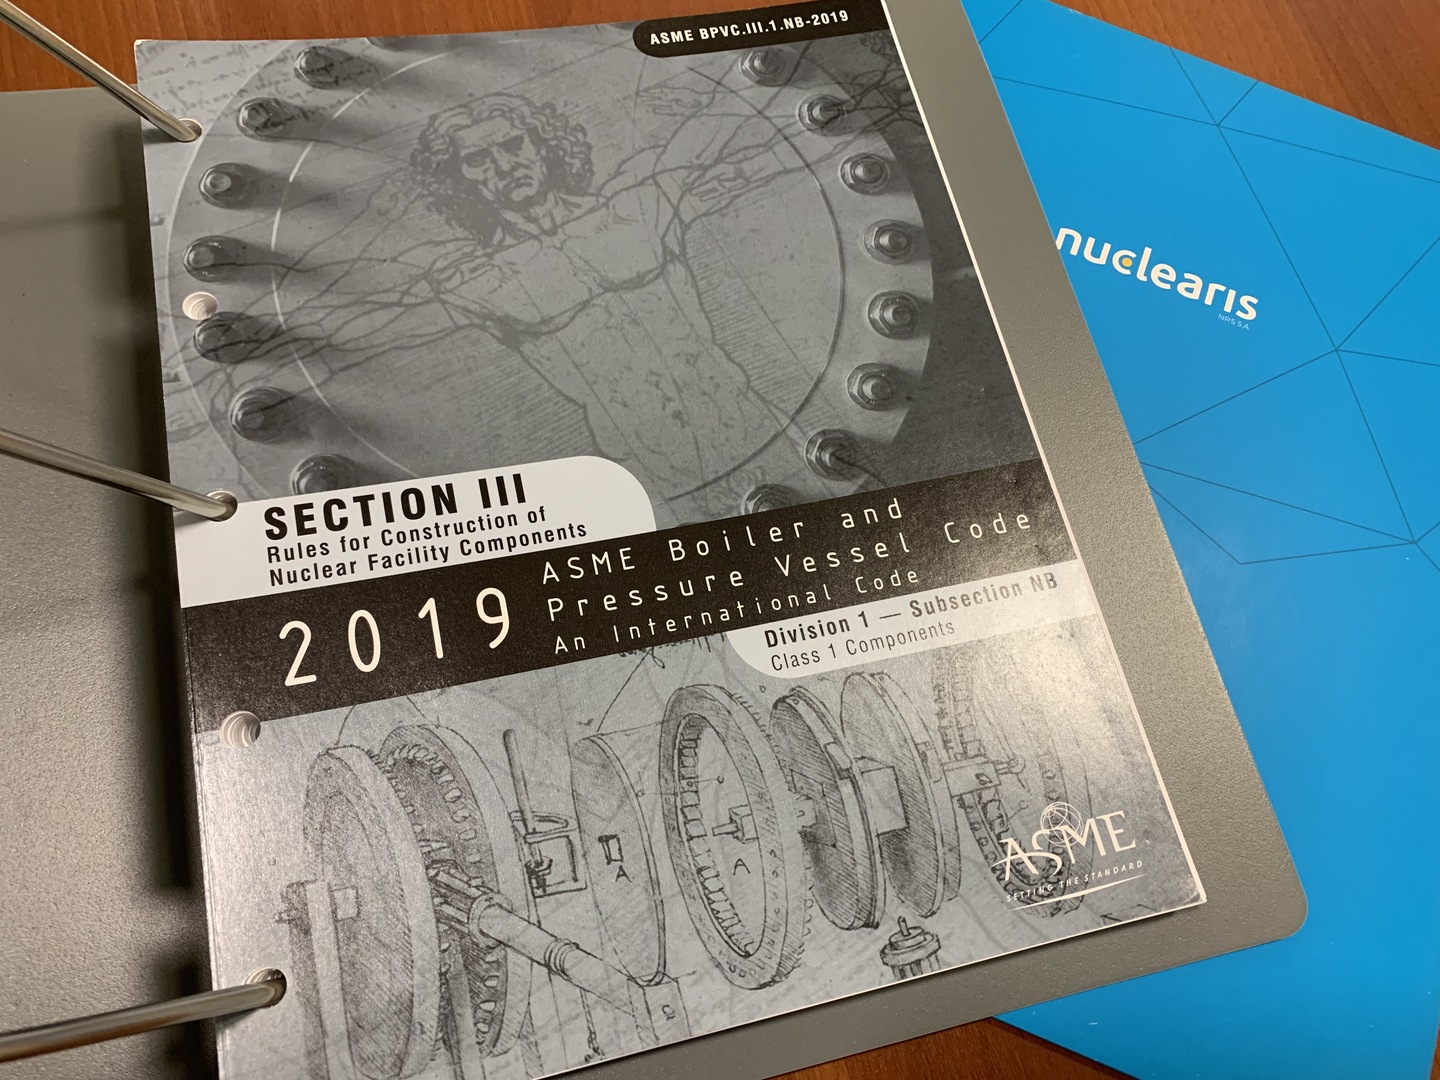 ASME BPVC.III.1.NB-2019
SECTION III
Rules for Construction of
Nuclear Facility Components
2019
ASME Boiler and
Pressure Vessel Code
An International Code
Division 1 — Subsection NB
Class 1 Components
A
A
ASME
SETTING THE STANDARD
nuclearis
NRS S.A.